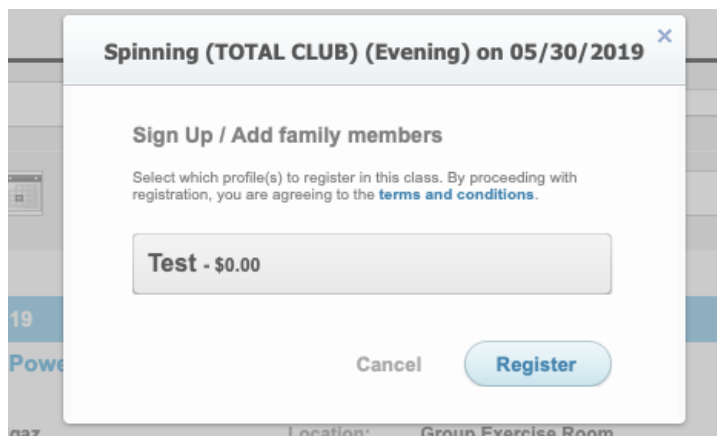 Spinning (TOTAL CLUB) (Evening) on 05/30/2019
×
Sign Up / Add family members
Select which profile(s) to register in this class. By proceeding with
registration, you are agreeing to the terms and conditions.
Test - $0.00
19
Cancel Register
Location: Group Exercise Room